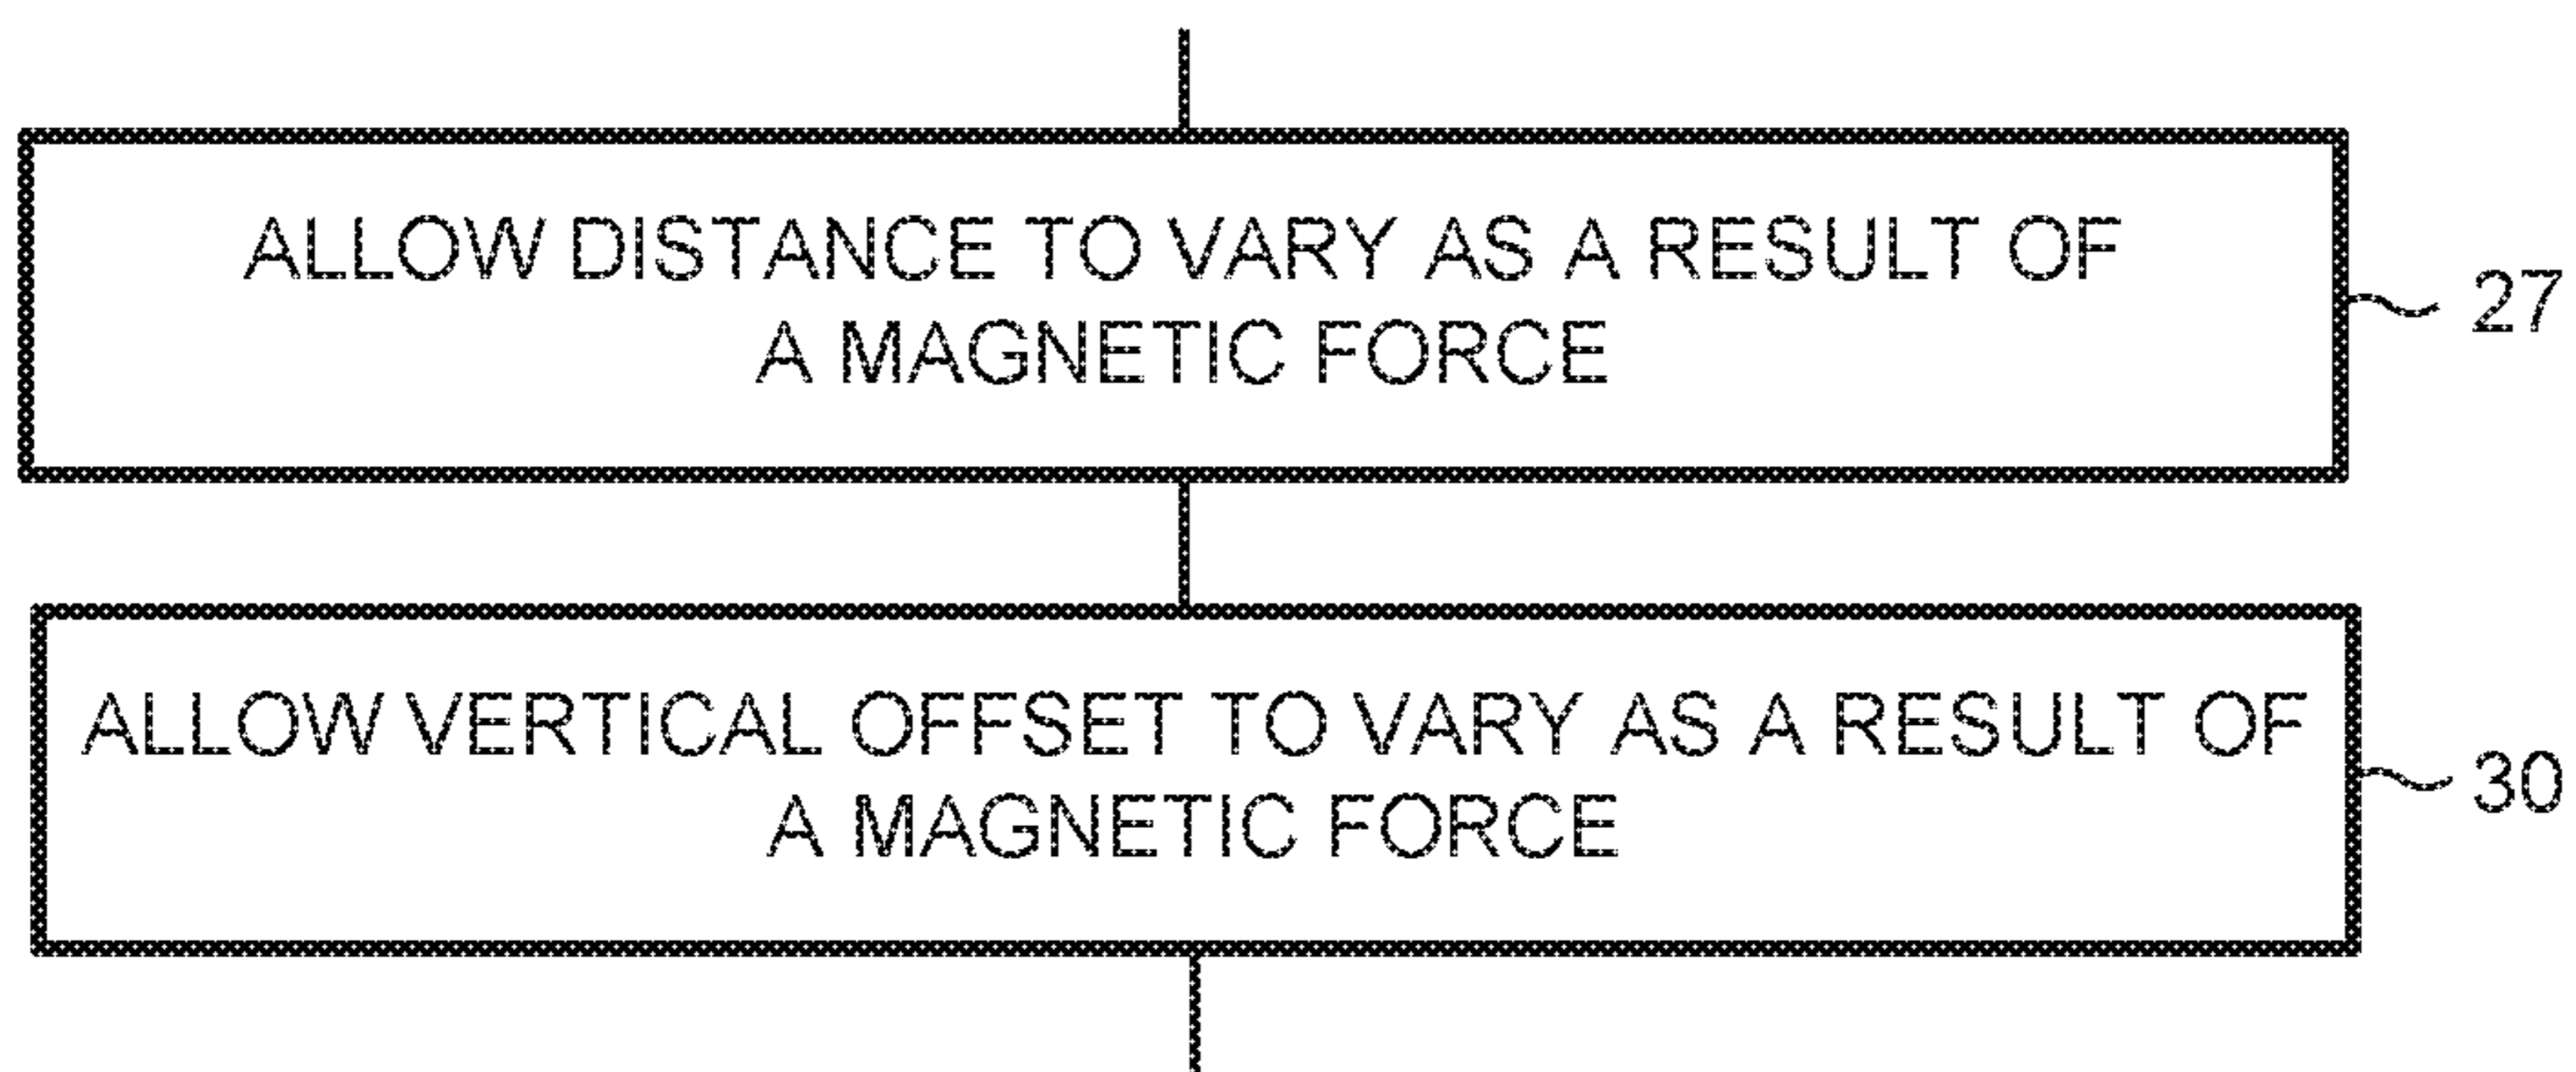 ALLOW DISTANCE TO VARY AS A RESULT OF
A MAGNETIC FORCE
27
ALLOW VERTICAL OFFSET TO VARY AS A RESULT OF
A MAGNETIC FORCE
30